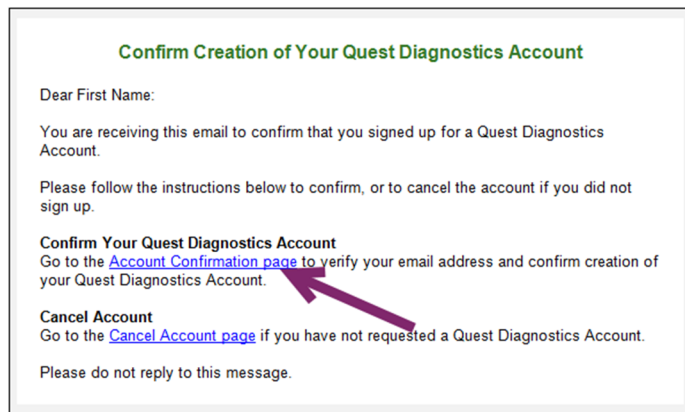 Confirm Creation of Your Quest Diagnostics Account
Dear First Name:
You are receiving this email to confirm that you signed up for a Quest Diagnostics
Account.
Please follow the instructions below to confirm, or to cancel the account if you did not
sign up.
Confirm Your Quest Diagnostics Account
Go to the Account Confirmation page to verify your email address and confirm creation of
your Quest Diagnostics Account.
Cancel Account
Go to the Cancel Account page if you have not requested a Quest Diagnostics Account.
Please do not reply to this message.